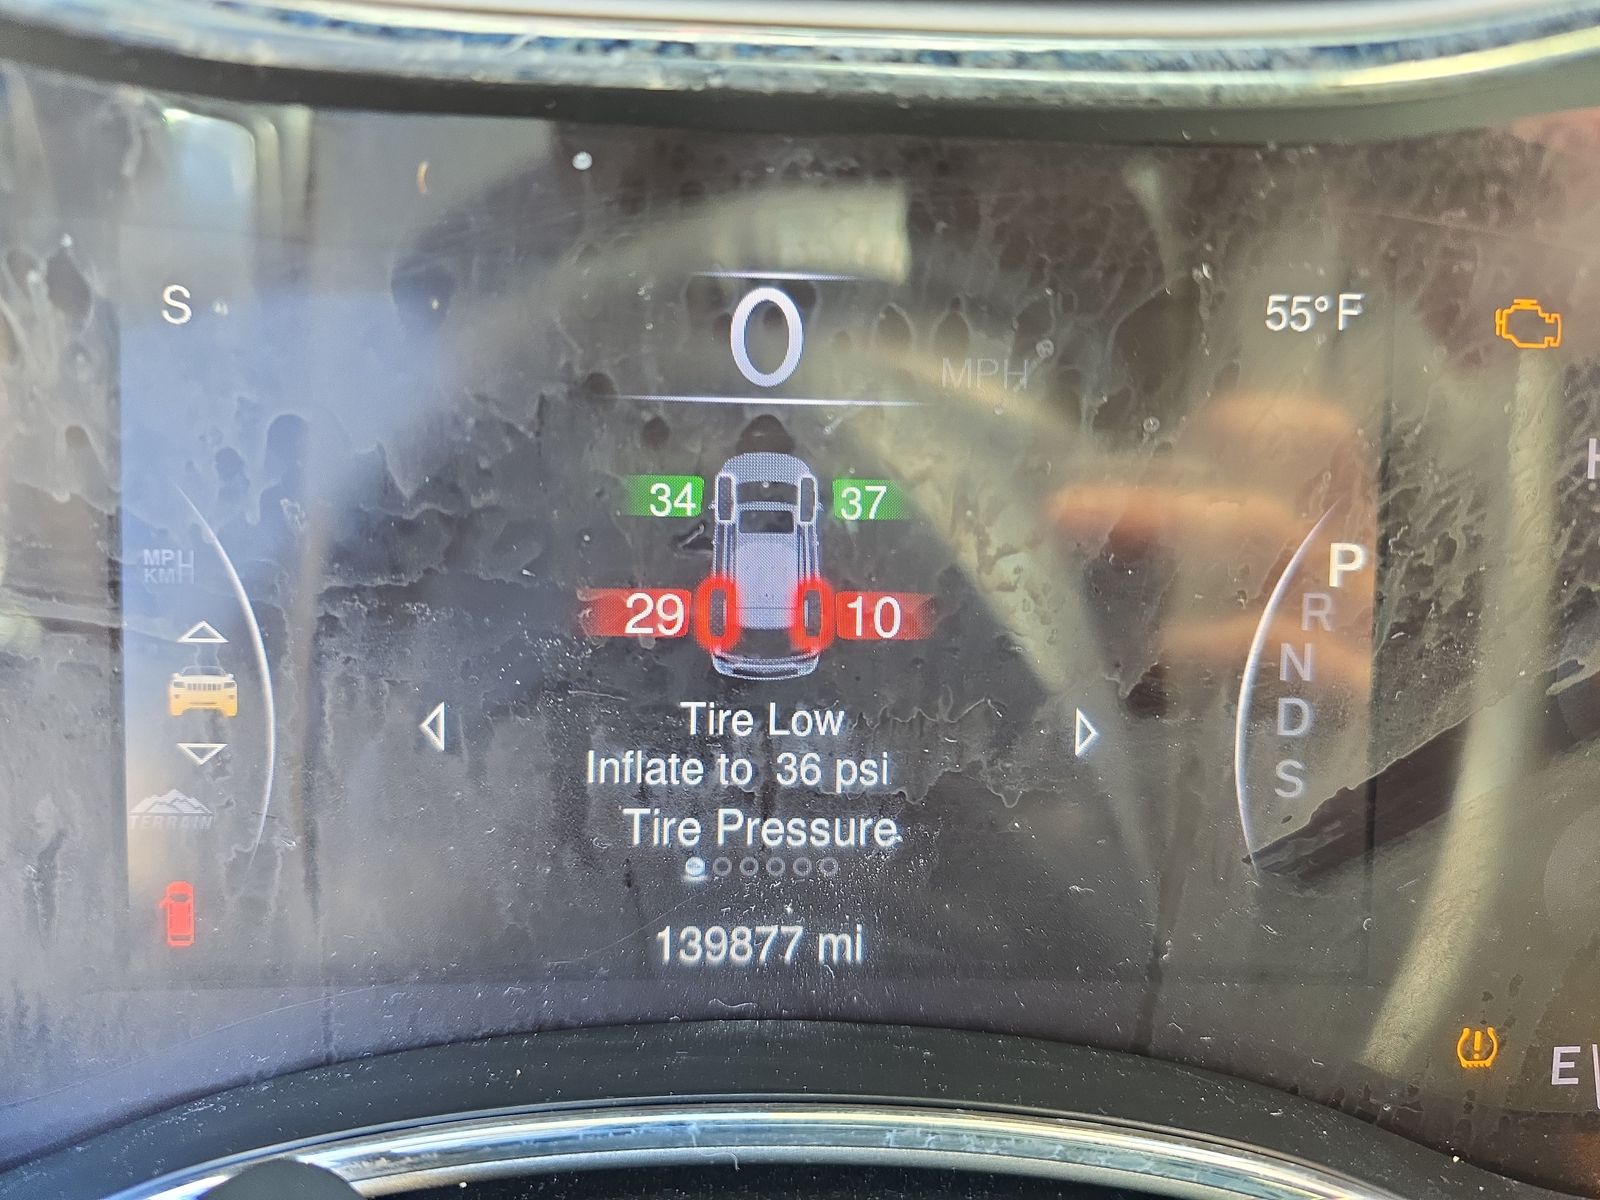 S
0
55°F
MPH
34
37
MPH
KMH
P
29
10
R
N
Tire Low
D
Inflate to 36 psi
S
TERRAIN
Tire Pressure
139877 mi
H
E